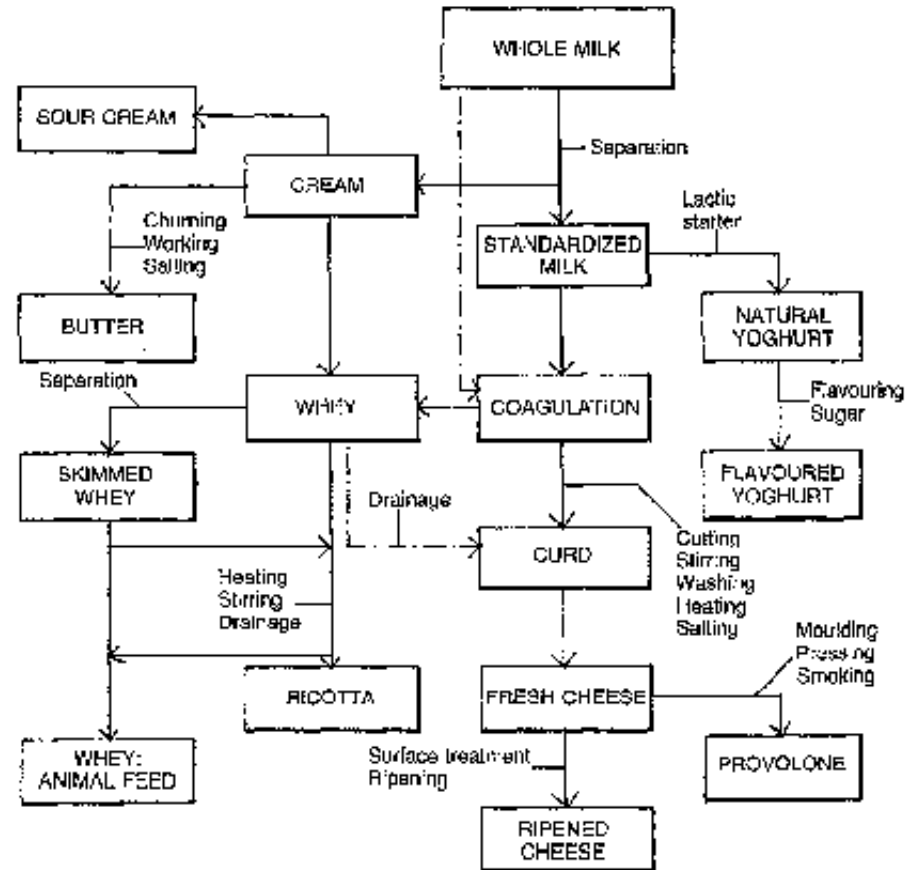 WHOLE MILK
SOUR CREAM
Separation
CREAM
Lactic
starter
Churning
Working
Salting
STANDARDIZED
MILK
BUTTER
NATURAL
YOGHURT
Separation
WHEY
COAGULATION
Flavouring
Sugar
SKIMMED
WHEY
Drainage
FLAVOURED
YOGHURT
CURD
Cutting
Stirring
Washing
Heating
Salting
Heating
Stirring
Drainage
Moulding
Pressing
Smoking
RICOTTA
FRESH CHEESE
WHEY:
ANIMAL FEED
Surface treatment
Ripening
PROVOLONE
RIPENED
CHEESE